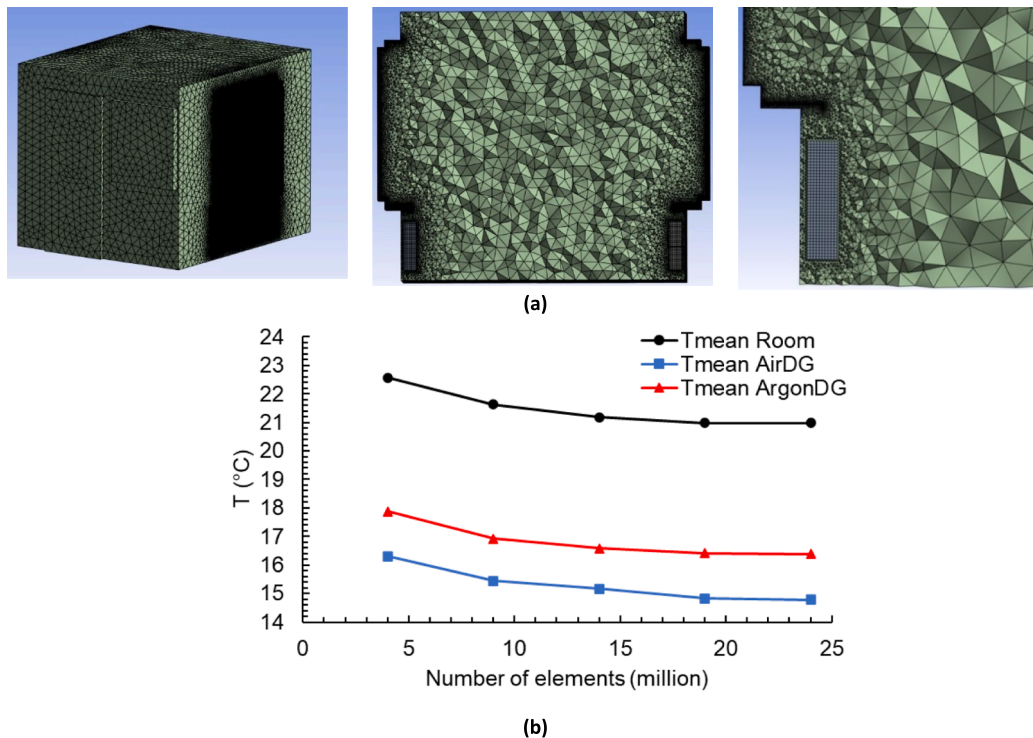 (a)
24
23
22
21
20
19
18
17
16
15
14
T (°C)
Tmean Room
Tmean AirDG
Tmean ArgonDG
0 5 10 15 20 25
Number of elements (million)
(b)